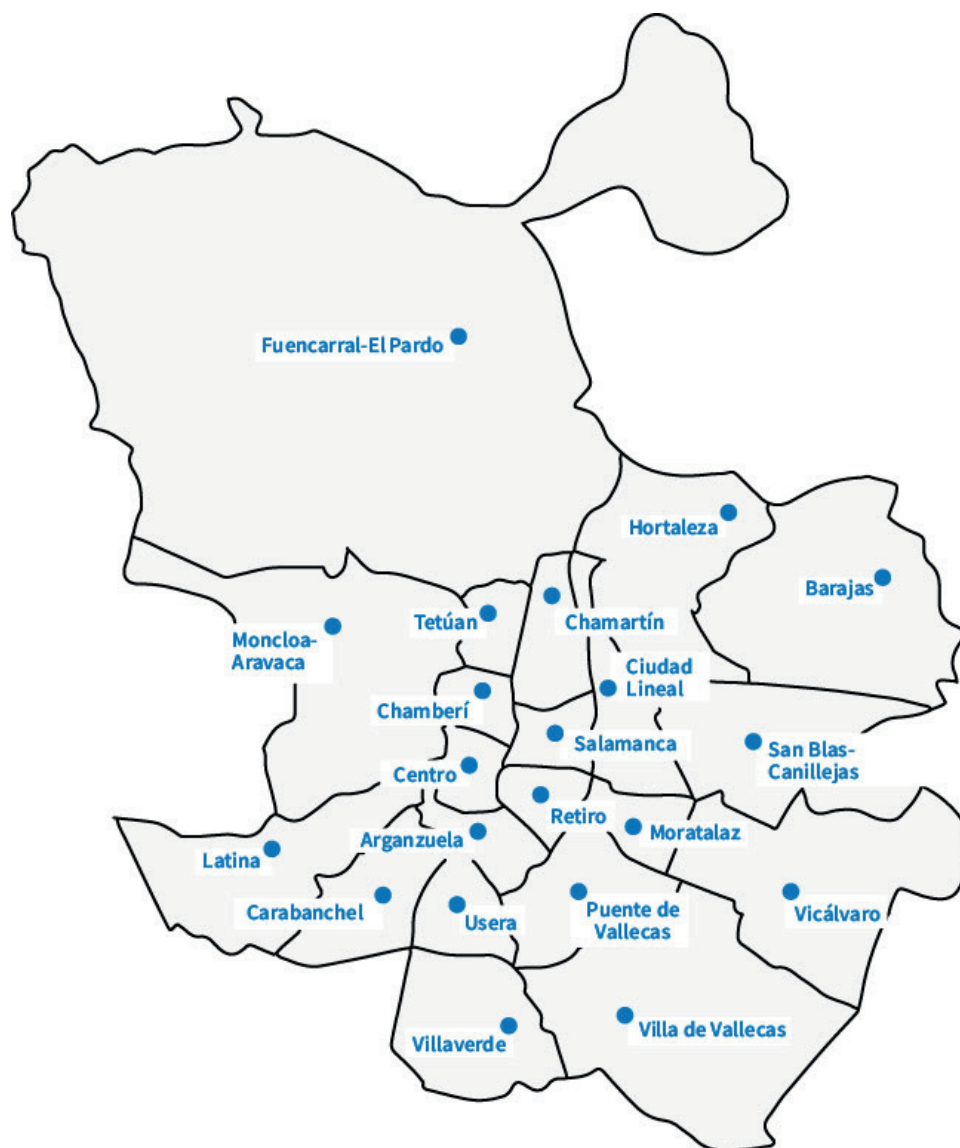 Fuencarral-El Pardo
Hortaleza
Barajas
Tetúan
Chamartín
Moncloa-
Aravaca
Ciudad
Lineal
Chamberí
Salamanca
San Blas-
Canillejas
Centro
Retiro
Moratalaz
Arganzuela
Latina
Carabanchel
Usera
Puente de
Vallecas
Vicálvaro
Villaverde
Villa de Vallecas